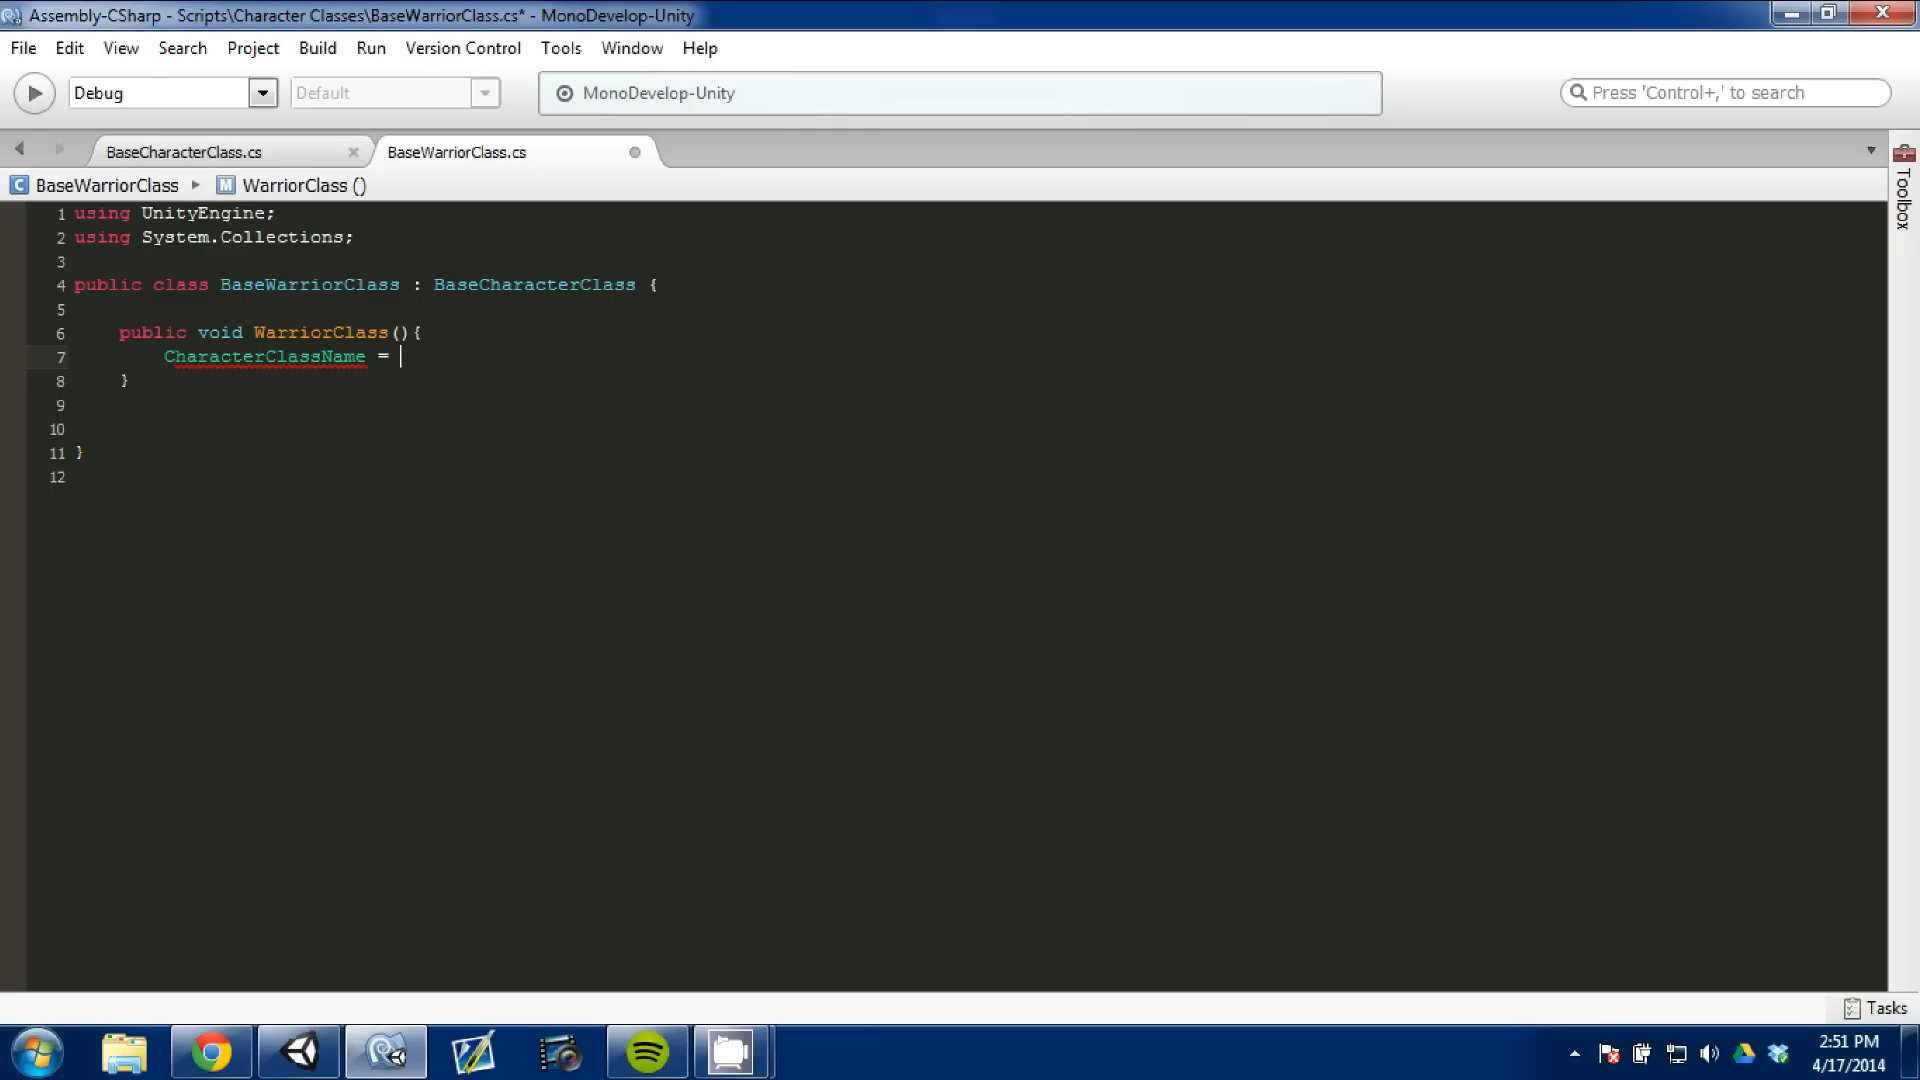 Assembly-CSharp - Scripts\Character Classes\BaseWarriorClass.cs* - MonoDevelop-Unity
File Edit View Search Project Build Run Version Control Tools Window Help
Debug Default MonoDevelop-Unity Press 'Control+,' to search
BaseCharacterClass.cs BaseWarriorClass.cs
BaseWarriorClass WarriorClass ()
Toolbox
1 using UnityEngine;
2 using System.Collections;
3
4 public class BaseWarriorClass : BaseCharacterClass {
5
6 public void WarriorClass(){
7 CharacterClassName =
8 }
9
10
11 }
12
Tasks
2:51 PM
4/17/2014